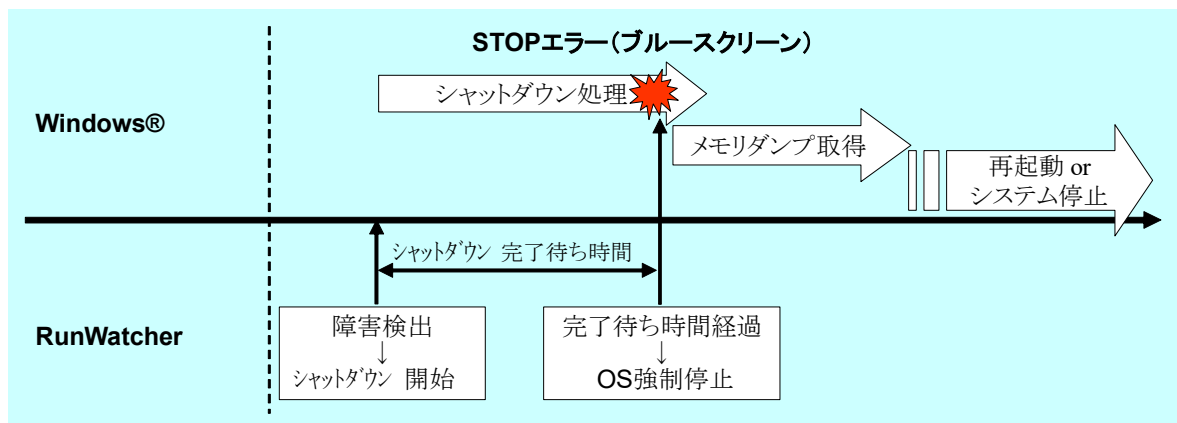 STOPエラー（ブルースクリーン）
シャットダウン処理
Windows®
メモリダンプ取得
再起動 or
システム停止
シャットダウン 完了待ち時間
RunWatcher
障害検出
↓
シャットダウン 開始
完了待ち時間経過
↓
OS強制停止